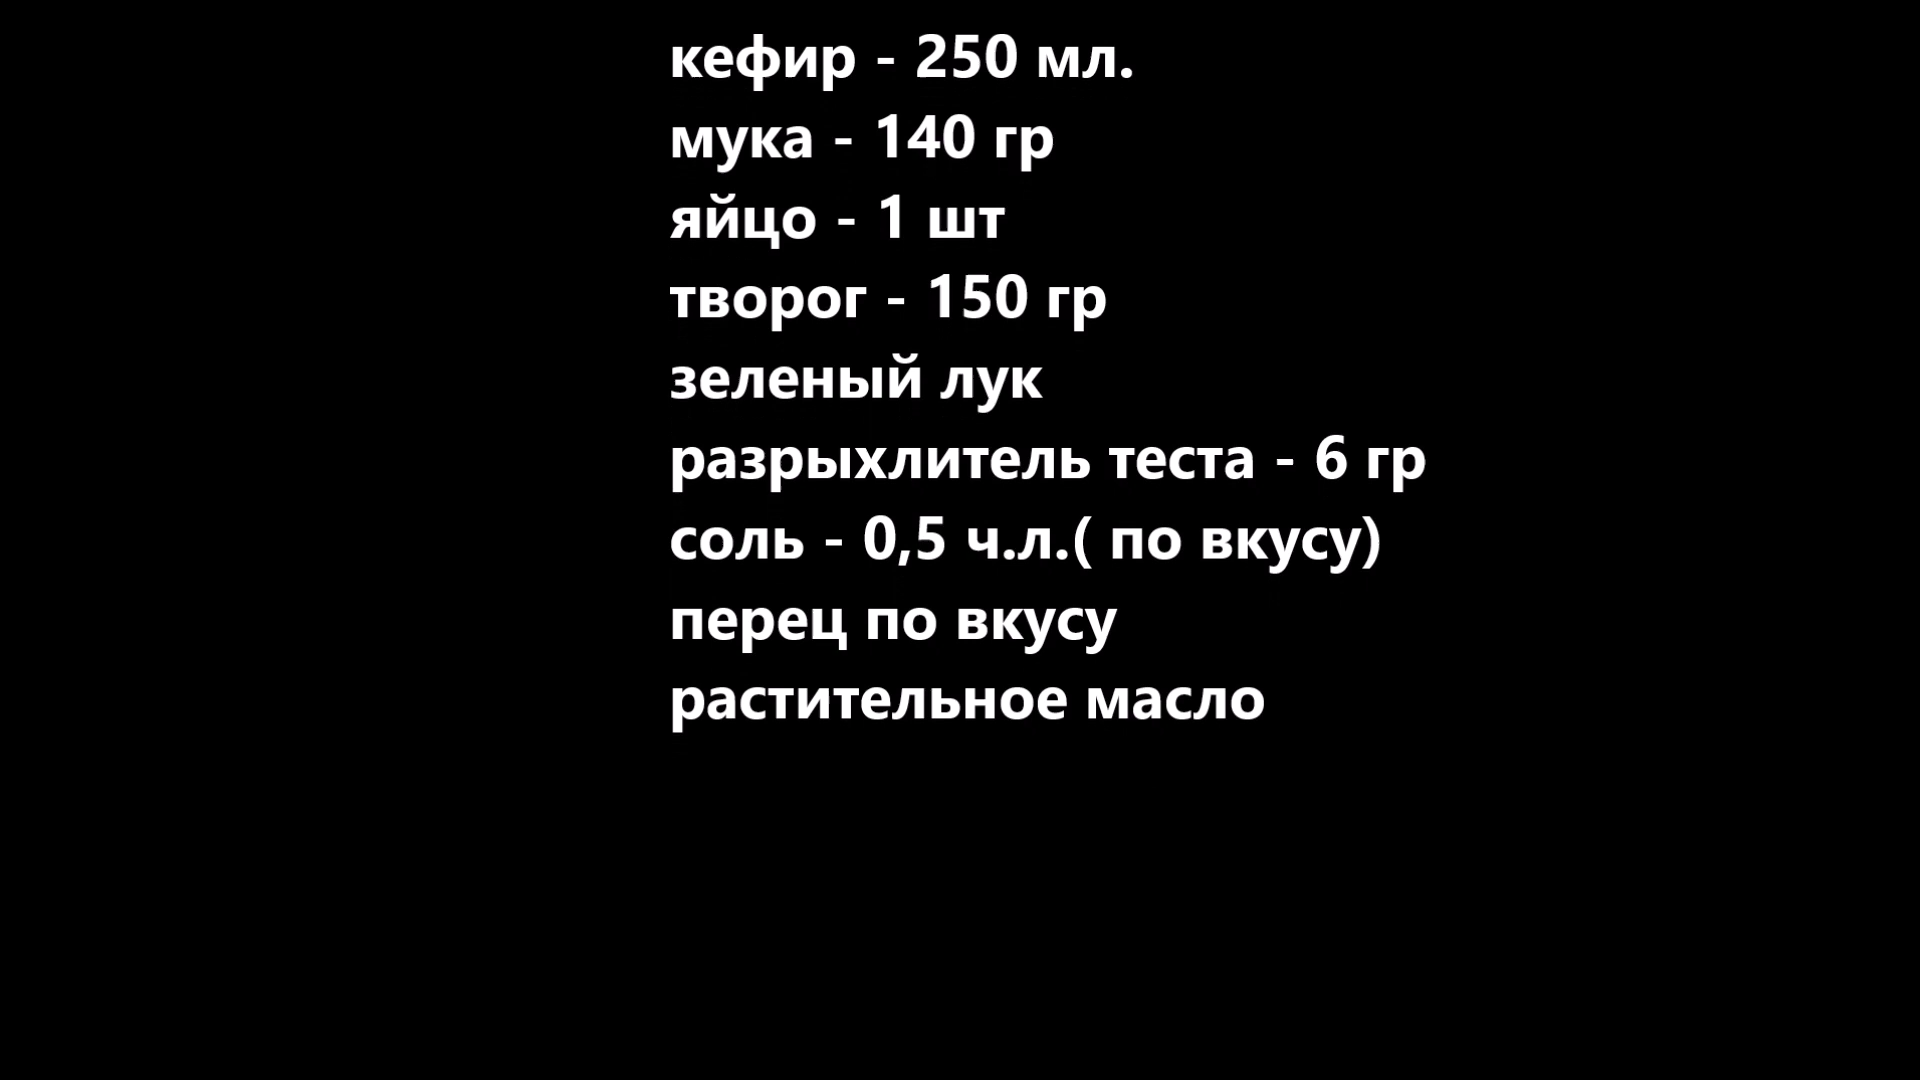 кефир - 250 мл.
мука - 140 гр
яйцо - 1 шт
творог - 150 гр
зеленый лук
разрыхлитель теста - 6 гр
соль - 0,5 ч.л.( по вкусу)
перец по вкусу
растительное масло